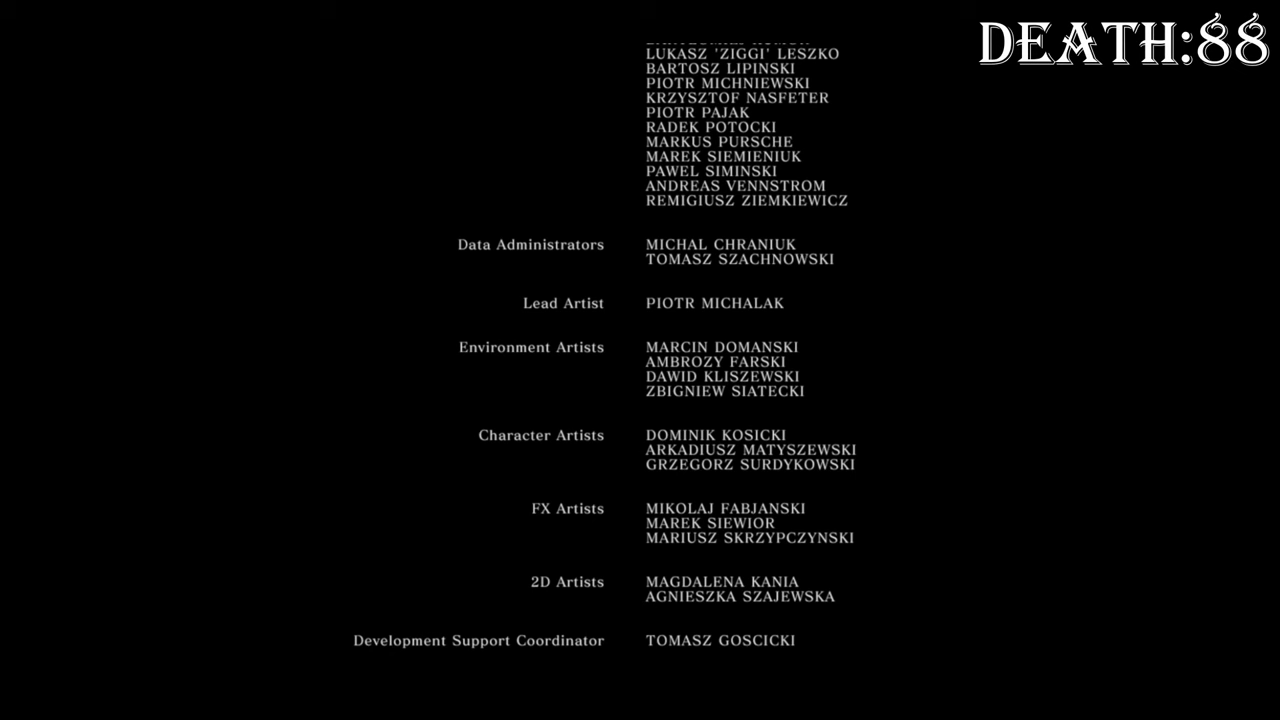 DEATH:88
LUKASZ 'ZIGGI' LESZKO
BARTOSZ LIPINSKI
PIOTR MICHNIEWSKI
KRZYSZTOF NASFETER
PIOTR PAJAK
RADEK POTOCKI
MARKUS PURSCHE
MAREK SIEMIENIUK
PAWEL SIMINSKI
ANDREAS VENNSTROM
REMIGIUSZ ZIEMKIEWICZ
Data Administrators MICHAL CHRANIUK
TOMASZ SZACHNOWSKI
Lead Artist PIOTR MICHALAK
Environment Artists MARCIN DOMANSKI
AMBROZY FARSKI
DAWID KLISZEWSKI
ZBIGNIEW SIATECKI
Character Artists DOMINIK KOSICKI
ARKADIUSZ MATYSZEWSKI
GRZEGORZ SURDYKOWSKI
FX Artists MIKOLAJ FABJANSKI
MAREK SIEWIOR
MARIUSZ SKRZYPCZYNSKI
2D Artists MAGDALENA KANIA
AGNIESZKA SZAJEWSKA
Development Support Coordinator TOMASZ GOSCICKI